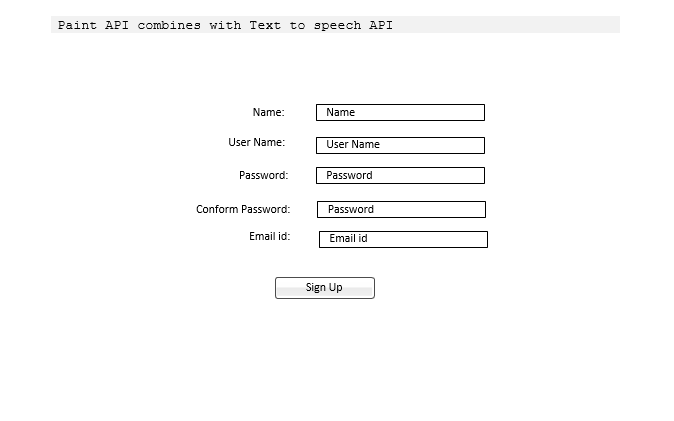 Paint API combines with Text to speech API
Name: Name
User Name: User Name
Password: Password
Conform Password: Password
Email id: Email id
Sign Up